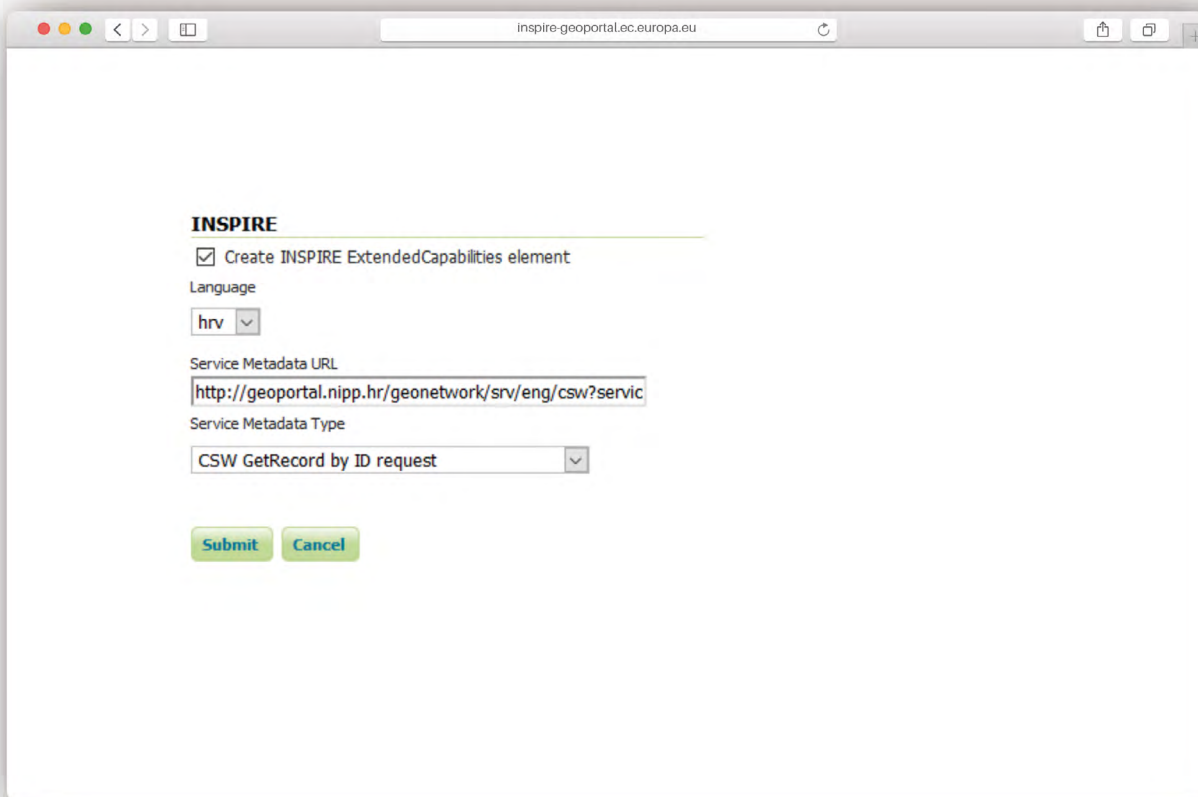 inspire-geoportal.ec.europa.eu
INSPIRE
Create INSPIRE ExtendedCapabilities element
Language
hrv
Service Metadata URL
http://geoportal.nipp.hr/geonetwork/srv/eng/csw?servic
Service Metadata Type
CSW GetRecord by ID request
Submit Cancel